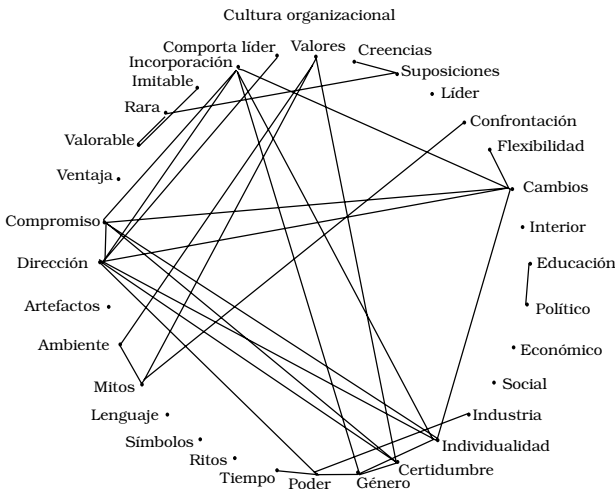 Cultura organizacional
Comporta líder
Valores
Creencias
Incorporación
Suposiciones
Imitable
Líder
Rara
Confrontación
Valorable
Flexibilidad
Ventaja
Cambios
Compromiso
Interior
Dirección
Educación
Artefactos
Político
Ambiente
Económico
Mitos
Social
Lenguaje
Industria
Símbolos
Individualidad
Ritos
Certidumbre
Tiempo
Poder
Género